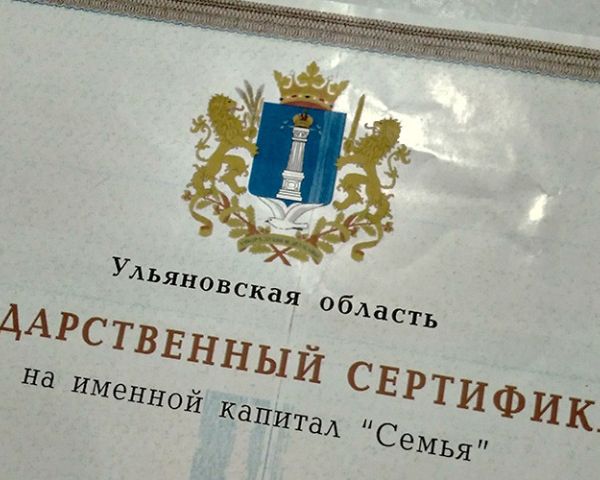 Ульяновская область
ДАРСТВЕННЫЙ СЕРТИФИК
на именной капитал "Семья"